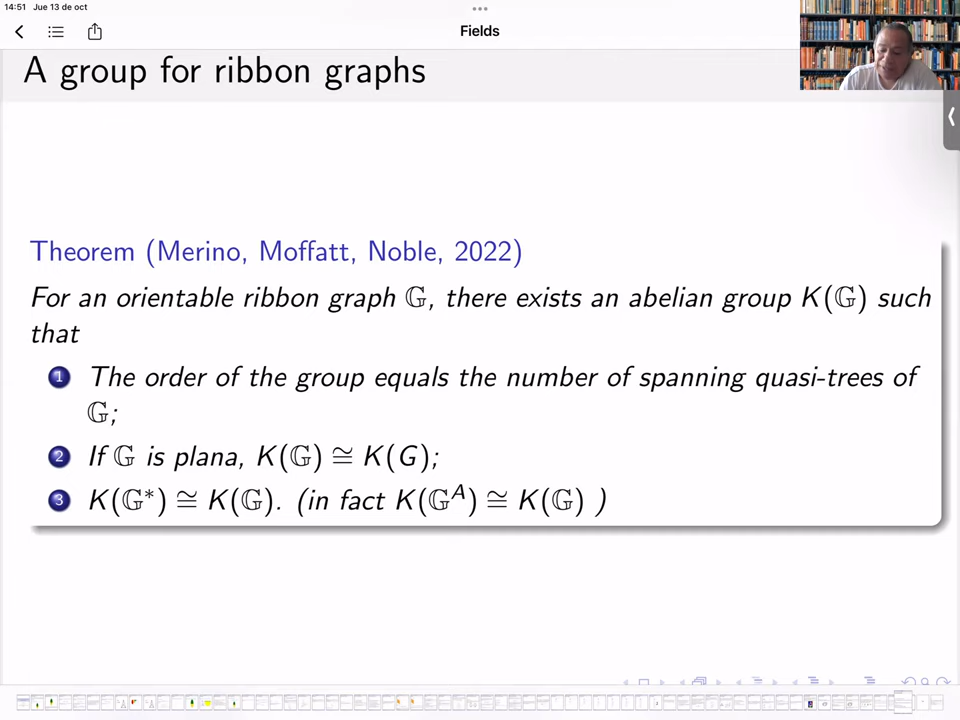 14:51 Jue 13 de oct
Fields
A group for ribbon graphs
Theorem (Merino, Moffatt, Noble, 2022)
For an orientable ribbon graph 𝔾, there exists an abelian group K(𝔾) such
that
1 The order of the group equals the number of spanning quasi-trees of
𝔾;
2 If 𝔾 is plana, K(𝔾) ≅ K(G);
3 K(𝔾*) ≅ K(𝔾). (in fact K(𝔾^A) ≅ K(𝔾) )